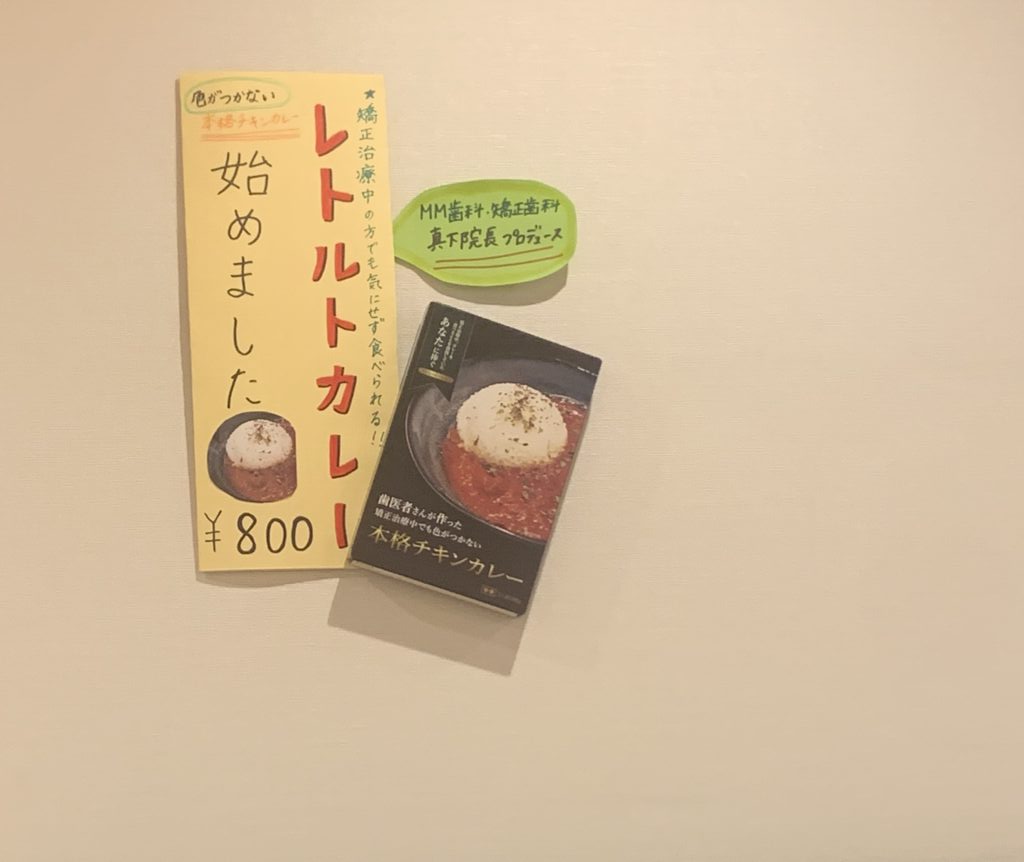 ★矯正治療中の方でも気にせず食べられる!!
レトルトカレー
色がつかない
本格チキンカレー
始めました
¥800
MM歯科・矯正歯科
真下院長プロデュース
あなたに捧ぐ
歯医者さんが作った
矯正治療中でも色がつかない
本格チキンカレー